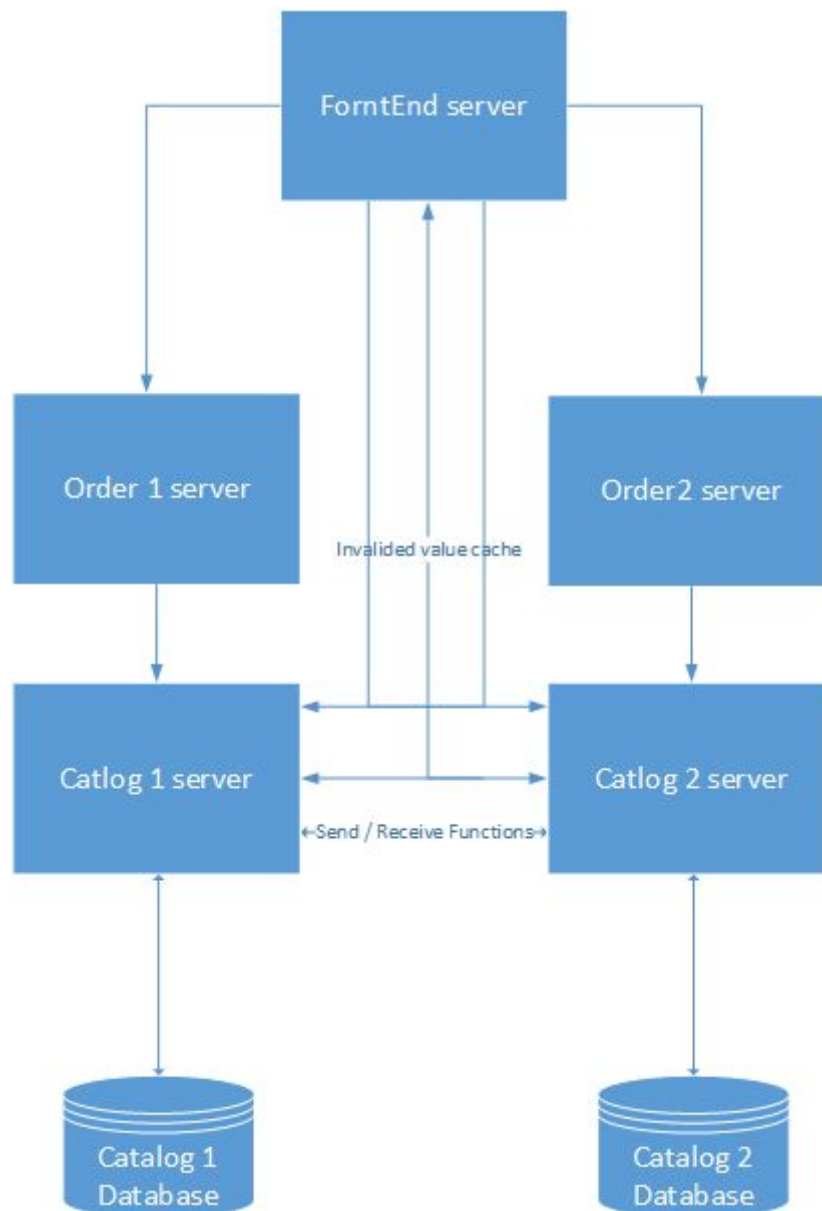 ForntEnd server
Order 1 server
Order2 server
Invalided value cache
Catlog 1 server
Catlog 2 server
Send / Receive Functions
Catalog 1
Database
Catalog 2
Database